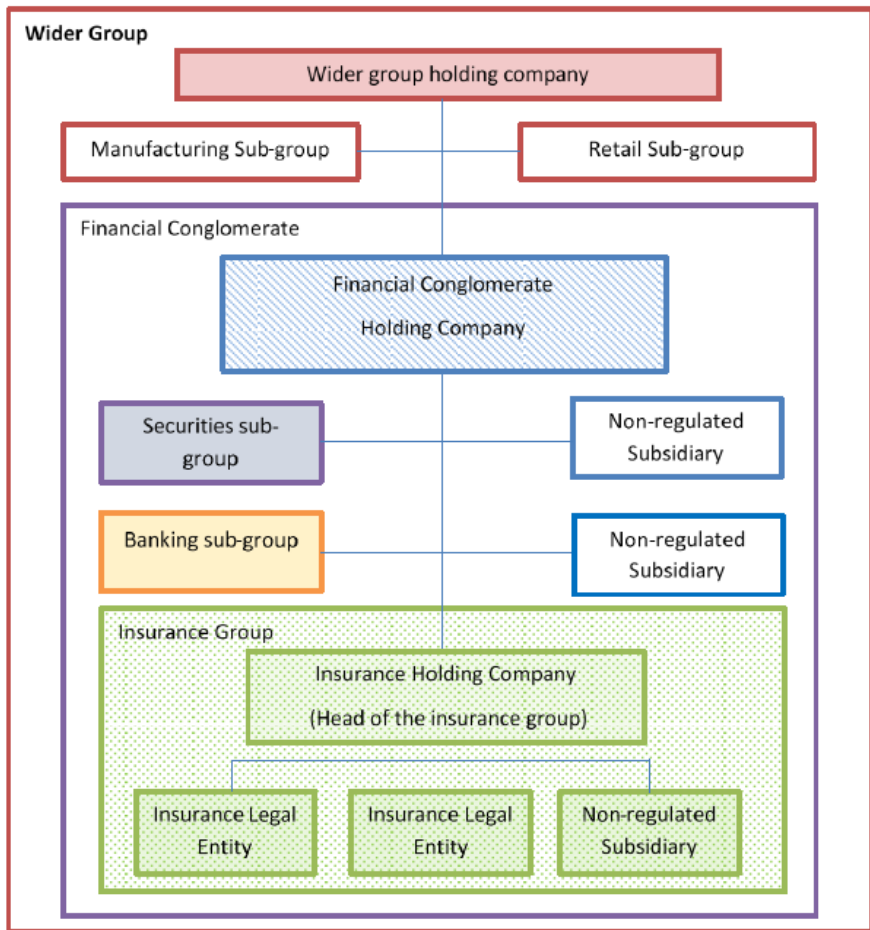 Wider Group
Wider group holding company
Manufacturing Sub-group
Retail Sub-group
Financial Conglomerate
Financial Conglomerate
Holding Company
Securities sub-
group
Non-regulated
Subsidiary
Banking sub-group
Non-regulated
Subsidiary
Insurance Group
Insurance Holding Company
(Head of the insurance group)
Insurance Legal
Entity
Insurance Legal
Entity
Non-regulated
Subsidiary